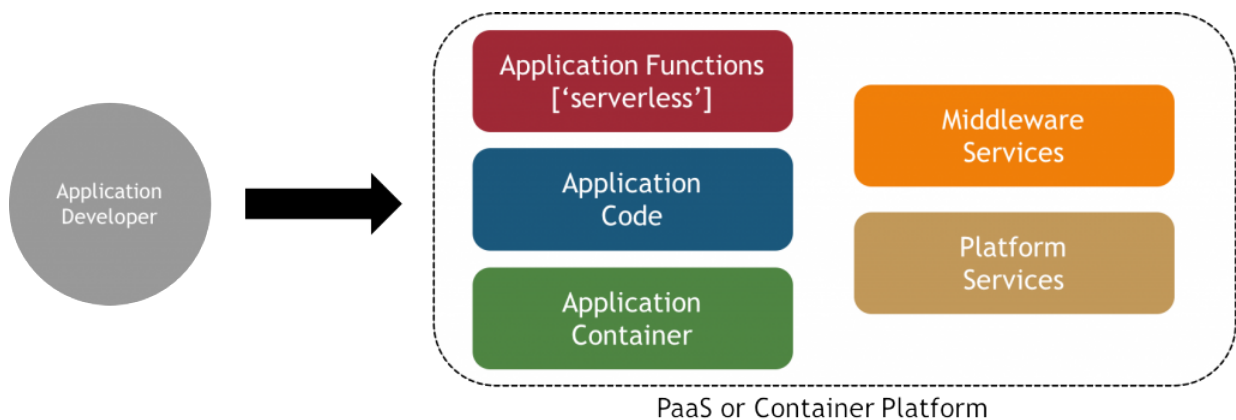 Application
Developer
Application Functions
[‘serverless’]
Application
Code
Application
Container
Middleware
Services
Platform
Services
PaaS or Container Platform